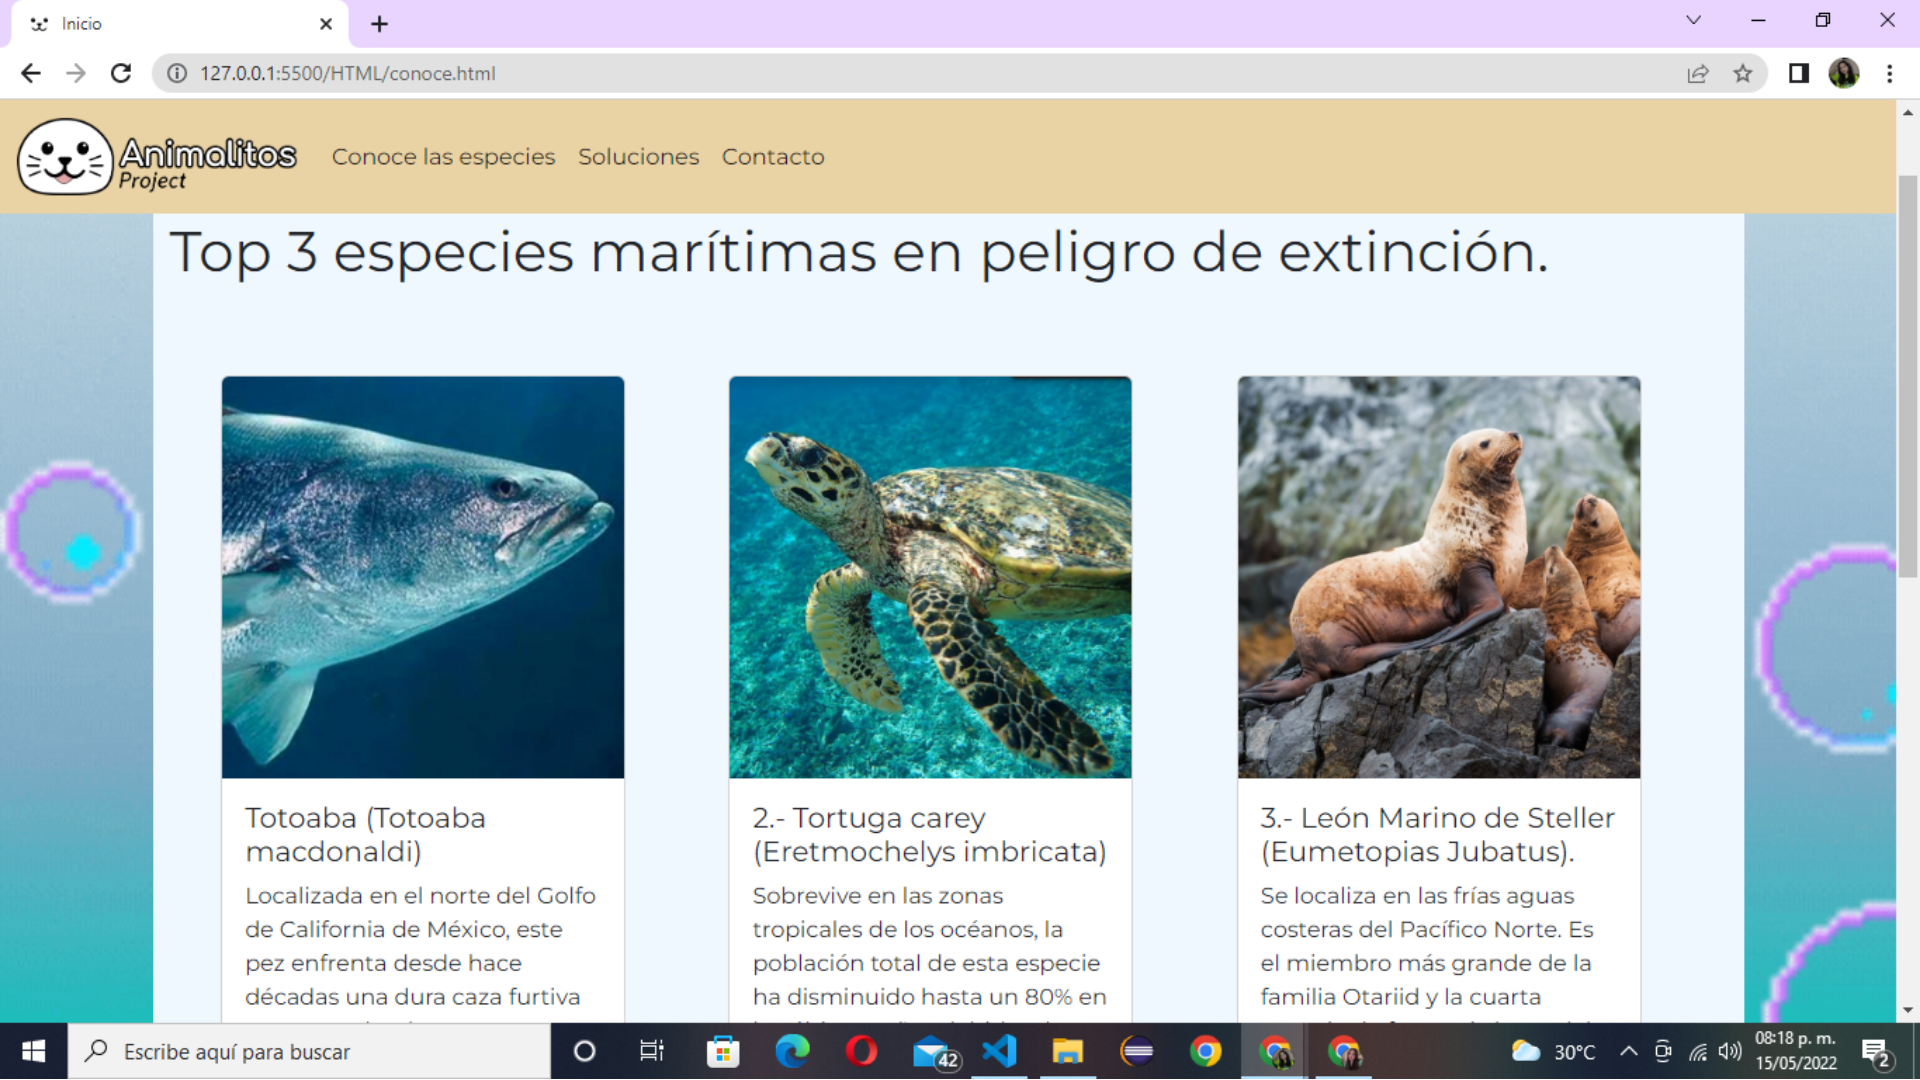 Inicio
127.0.0.1:5500/HTML/conoce.html
Animalitos
Project
Conoce las especies
Soluciones
Contacto
Top 3 especies marítimas en peligro de extinción.
Totoaba (Totoaba
macdonaldi)
Localizada en el norte del Golfo
de California de México, este
pez enfrenta desde hace
décadas una dura caza furtiva
2.- Tortuga carey
(Eretmochelys imbricata)
Sobrevive en las zonas
tropicales de los océanos, la
población total de esta especie
ha disminuido hasta un 80% en
3.- León Marino de Steller
(Eumetopias Jubatus).
Se localiza en las frías aguas
costeras del Pacífico Norte. Es
el miembro más grande de la
familia Otariid y la cuarta
Escribe aquí para buscar
42
30°C
08:18 p. m.
15/05/2022
2